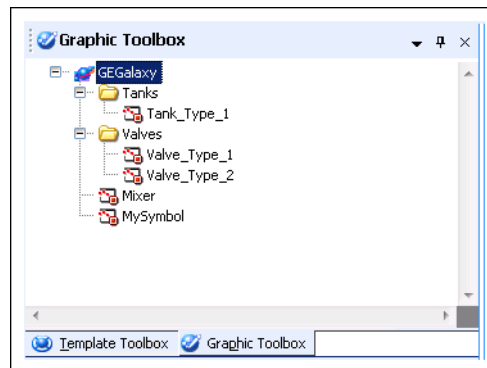 Graphic Toolbox
GEGalaxy
Tanks
Tank_Type_1
Valves
Valve_Type_1
Valve_Type_2
Mixer
MySymbol
Template Toolbox Graphic Toolbox